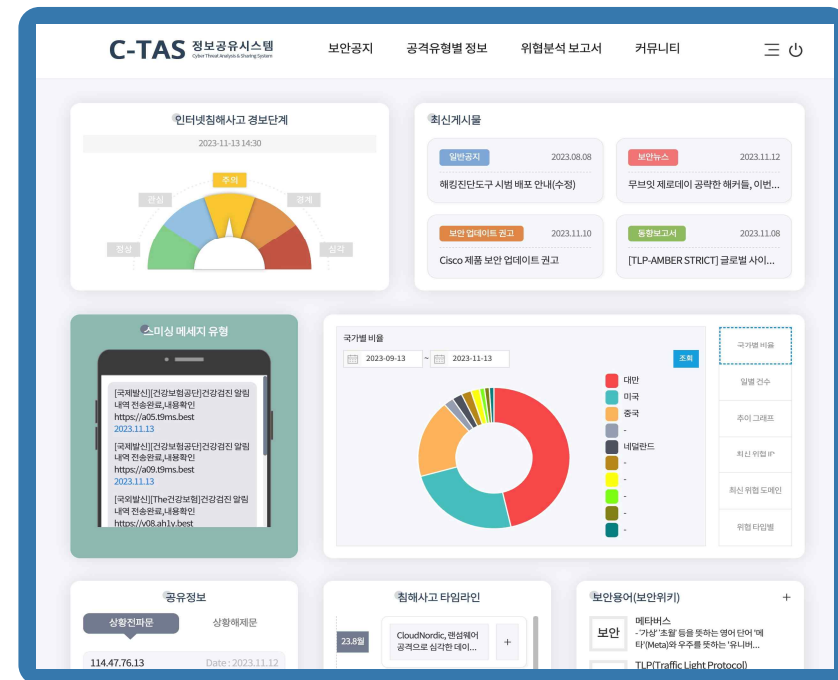 C-TAS 정보공유시스템
Cyber Threat Analysis & Sharing System
보안공지 공격유형별 정보 위협분석 보고서 커뮤니티
인터넷침해사고 경보단계
2023-11-13 14:30
정상
관심
주의
경계
심각
최신게시물
일반공지 2023.08.08
해킹진단도구 시범 배포 안내(수정)
보안뉴스 2023.11.12
무브잇 제로데이 공략한 해커들, 이번...
보안 업데이트 권고 2023.11.10
Cisco 제품 보안 업데이트 권고
동향보고서 2023.11.08
[TLP-AMBER STRICT] 글로벌 사이...
스미싱 메세지 유형
[국제발신][건강보험공단]건강검진 알림
내역 전송완료,내용확인
https://a05.t9ms.best
2023.11.13
[국제발신][건강보험공단]건강검진 알림
내역 전송완료,내용확인
https://a09.t9ms.best
2023.11.13
[국외발신][The건강보험]건강검진 알림
내역 전송완료,내용확인
https://v08.ah1y.best
국가별 비율
2023-09-13 ~ 2023-11-13 조회
대만
미국
중국
-
네덜란드
-
-
-
-
-
국가별 비율
일별 건수
추이 그래프
최신 위협 IP
최신 위협 도메인
위협 타입별
공유정보
상황전파문 상황해제문
114.47.76.13 Date : 2023.11.12
침해사고 타임라인
23.8월
CloudNordic, 랜섬웨어
공격으로 심각한 데이...
+
보안용어(보안위키) +
보안
메타버스
- '가상' '초월' 등을 뜻하는 영어 단어 '메
타'(Meta)와 우주를 뜻하는 '유니버...
TLP(Traffic Light Protocol)